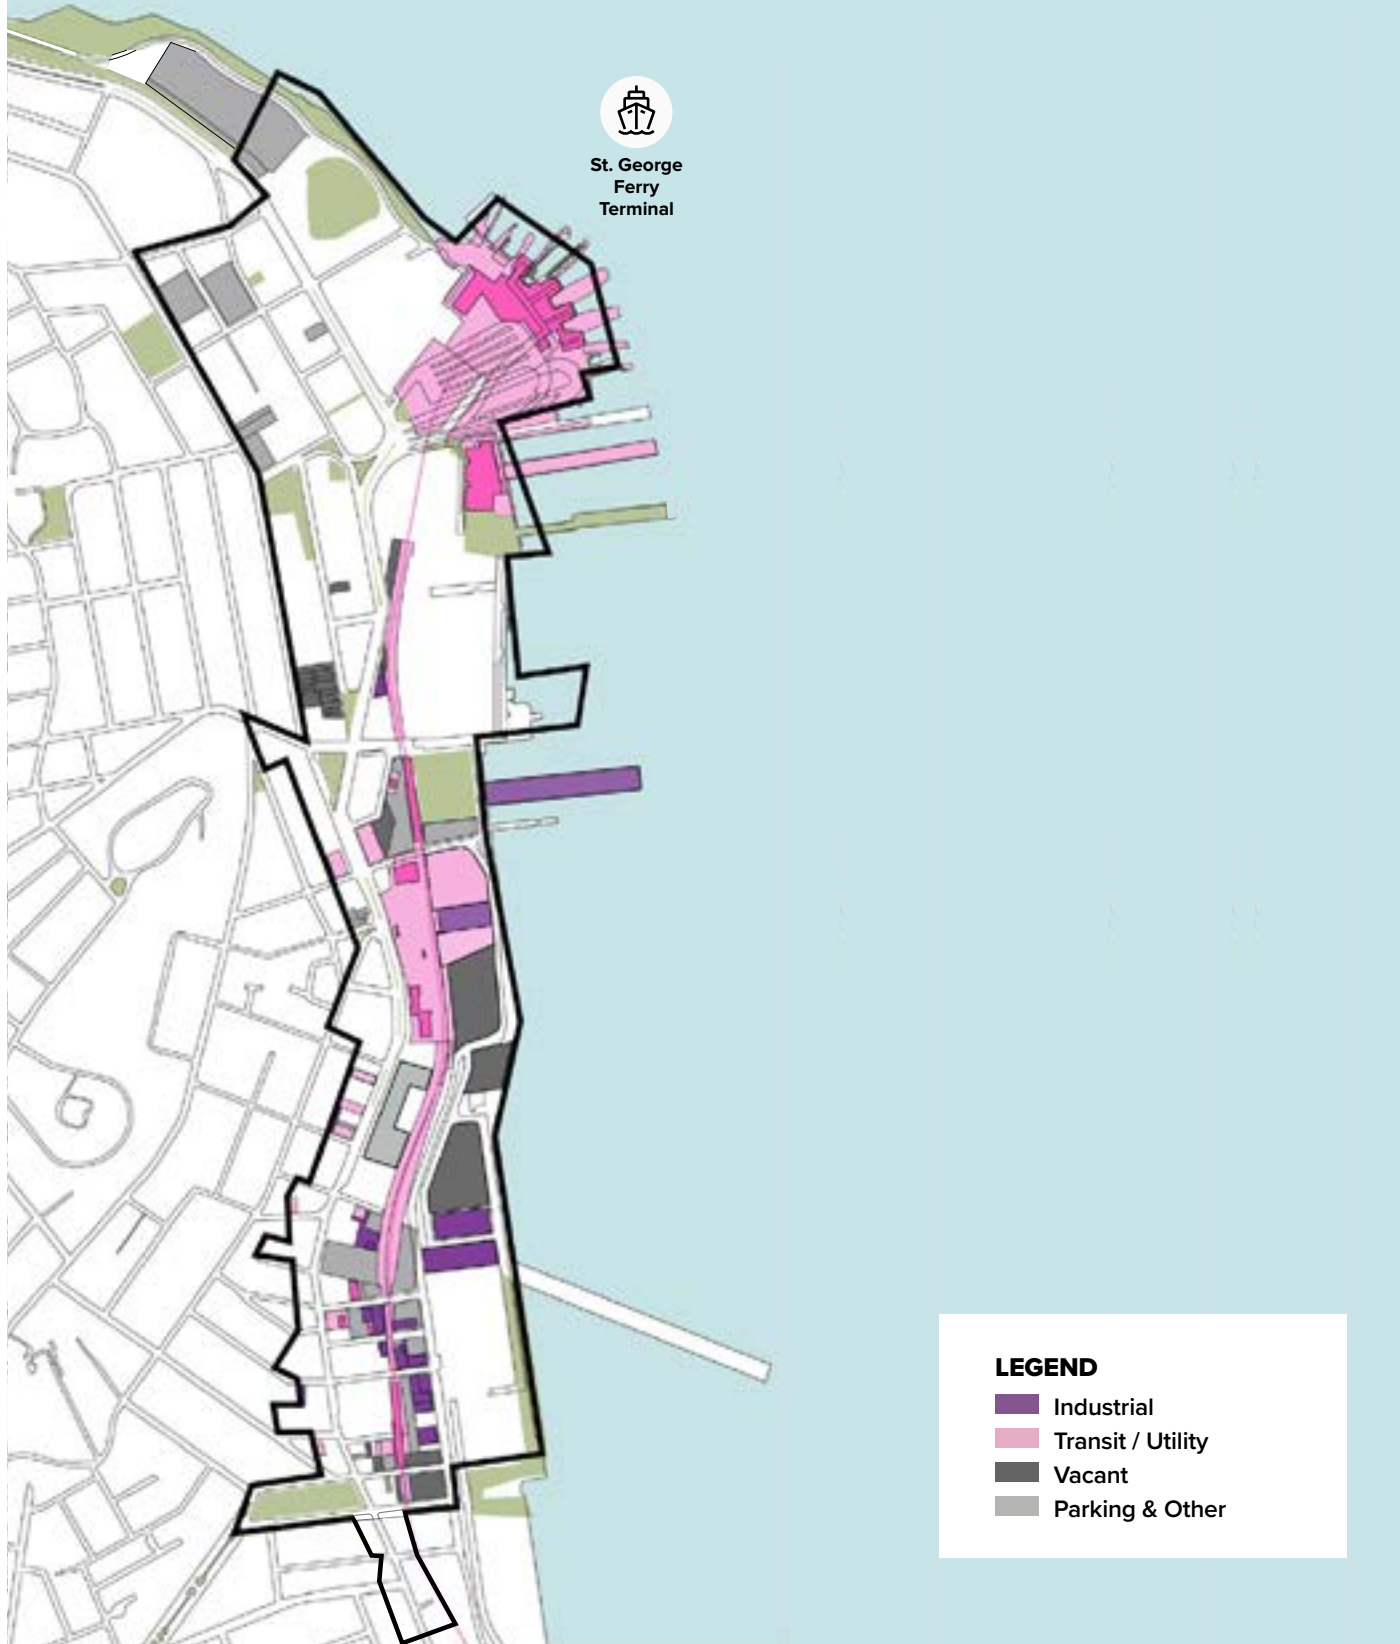 St. George
Ferry
Terminal
LEGEND
Industrial
Transit / Utility
Vacant
Parking & Other